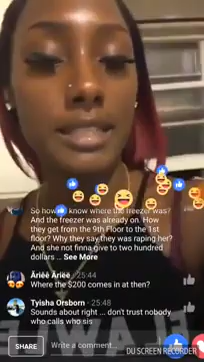 So how know where the freezer was?
And the freezer was already on. How
they get from the 9th Floor to the 1st
floor? Why they say they was raping her?
And she not finna give to two hundred
dollars ... See More
Ariëë Ariëë · 25:44
Where the $200 comes in at then?
Tyisha Orsborn · 25:48
Sounds about right ... don't trust nobody
who calls who sis
SHARE
Write a comment...
DU SCREEN RECORDER